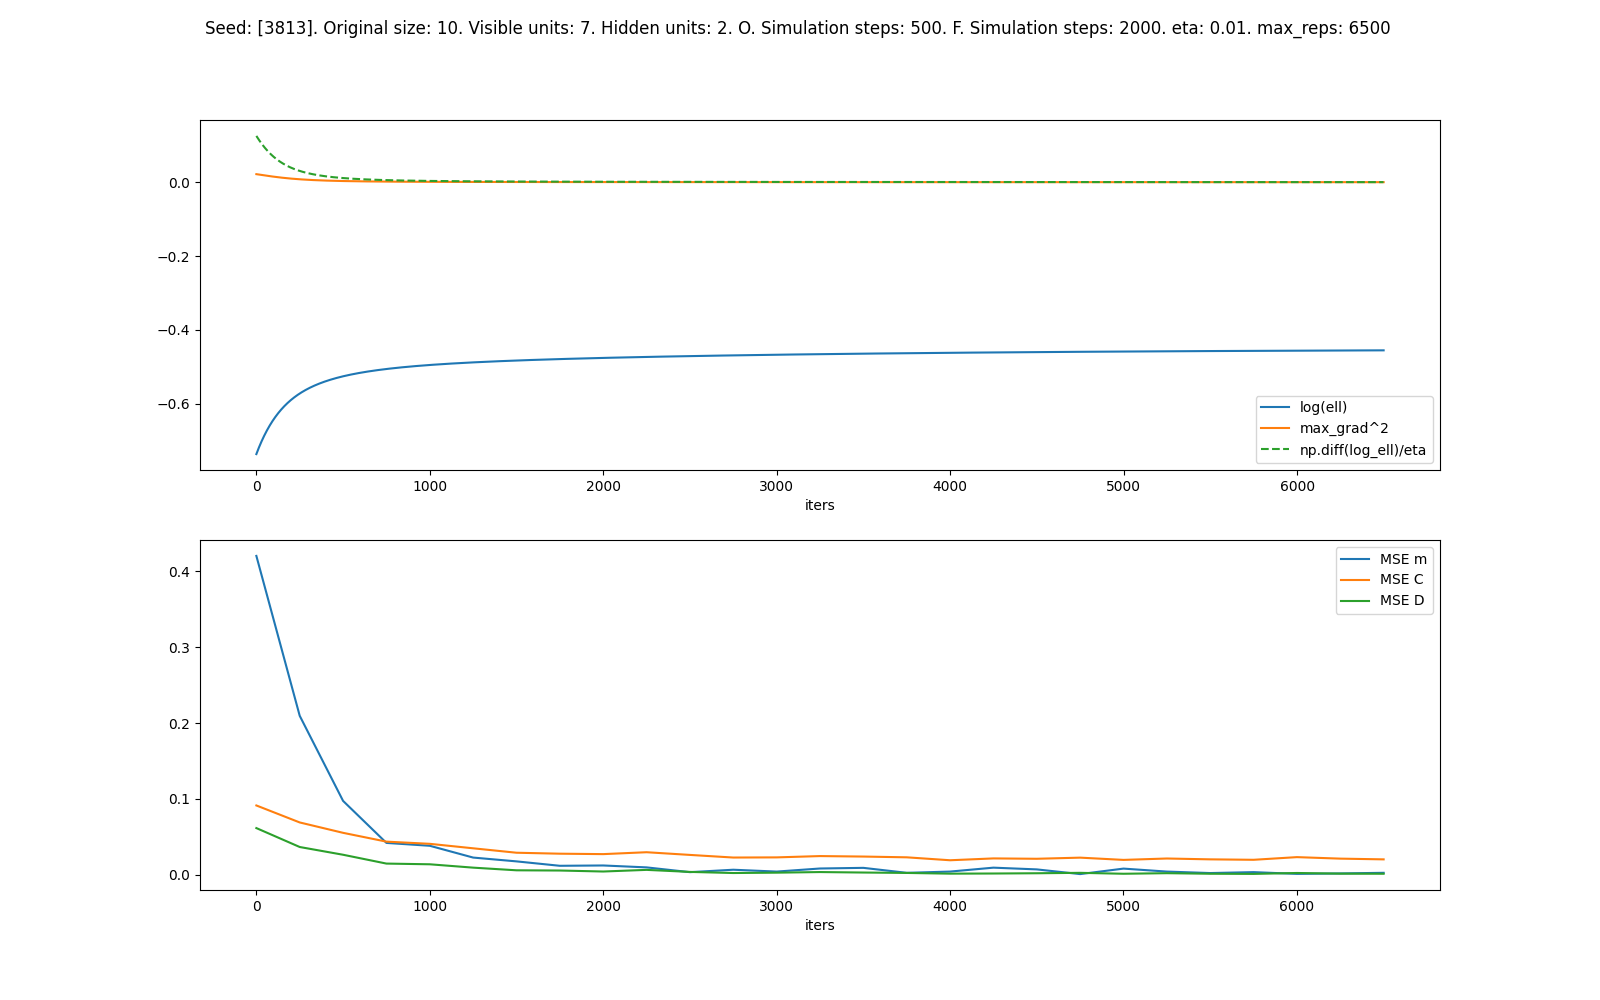 Seed: [3813]. Original size: 10. Visible units: 7. Hidden units: 2. O. Simulation steps: 500. F. Simulation steps: 2000. eta: 0.01. max_reps: 6500
0.0
−0.2
−0.4
−0.6
log(ell)
max_grad^2
np.diff(log_ell)/eta
0 1000 2000 3000 4000 5000 6000
iters
0.4
0.3
0.2
0.1
0.0
MSE m
MSE C
MSE D
0 1000 2000 3000 4000 5000 6000
iters